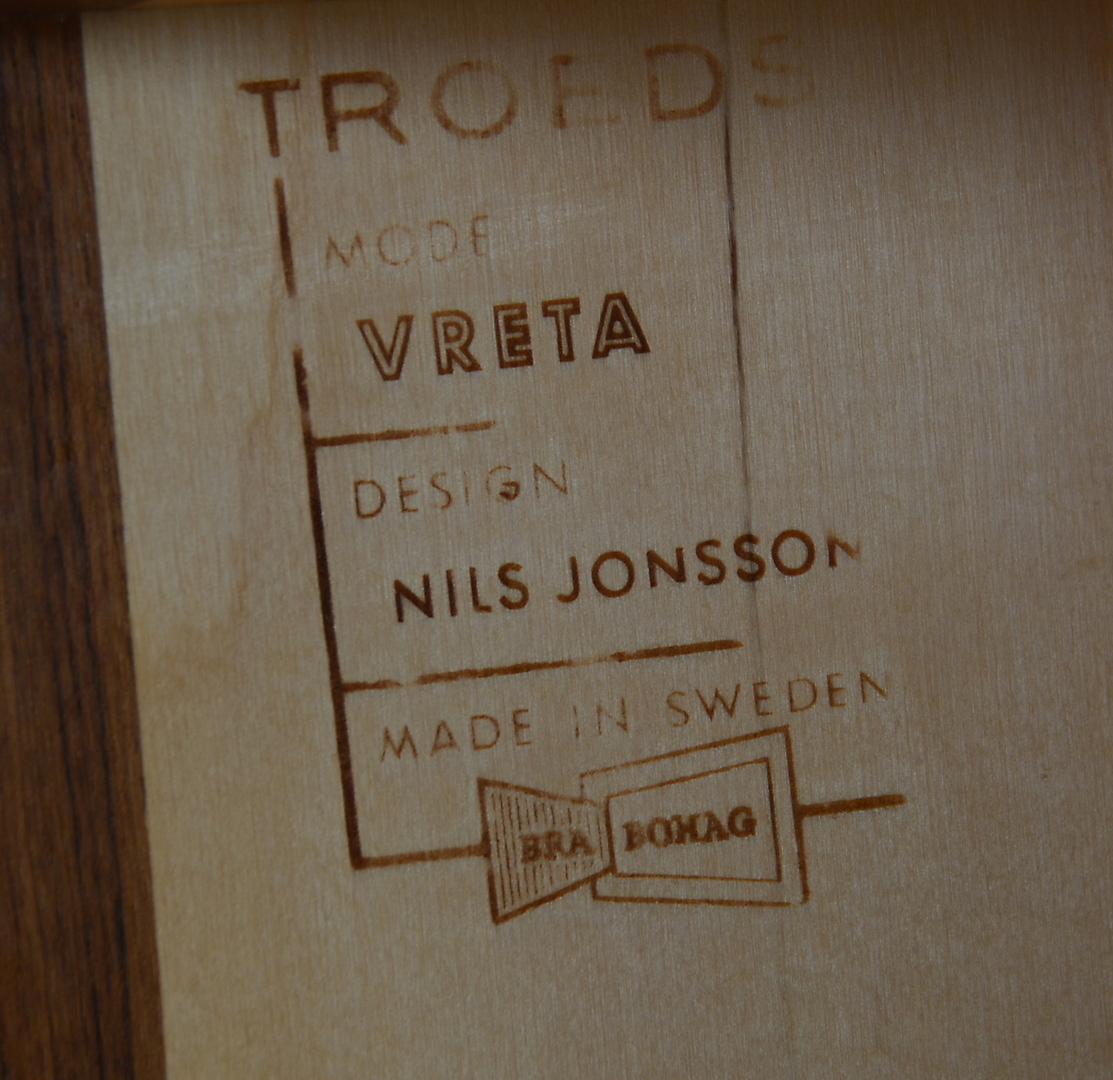 TROEDS
MODE
VRETA
DESIGN
NILS JONSSON
MADE IN SWEDEN
BRA BOHAG